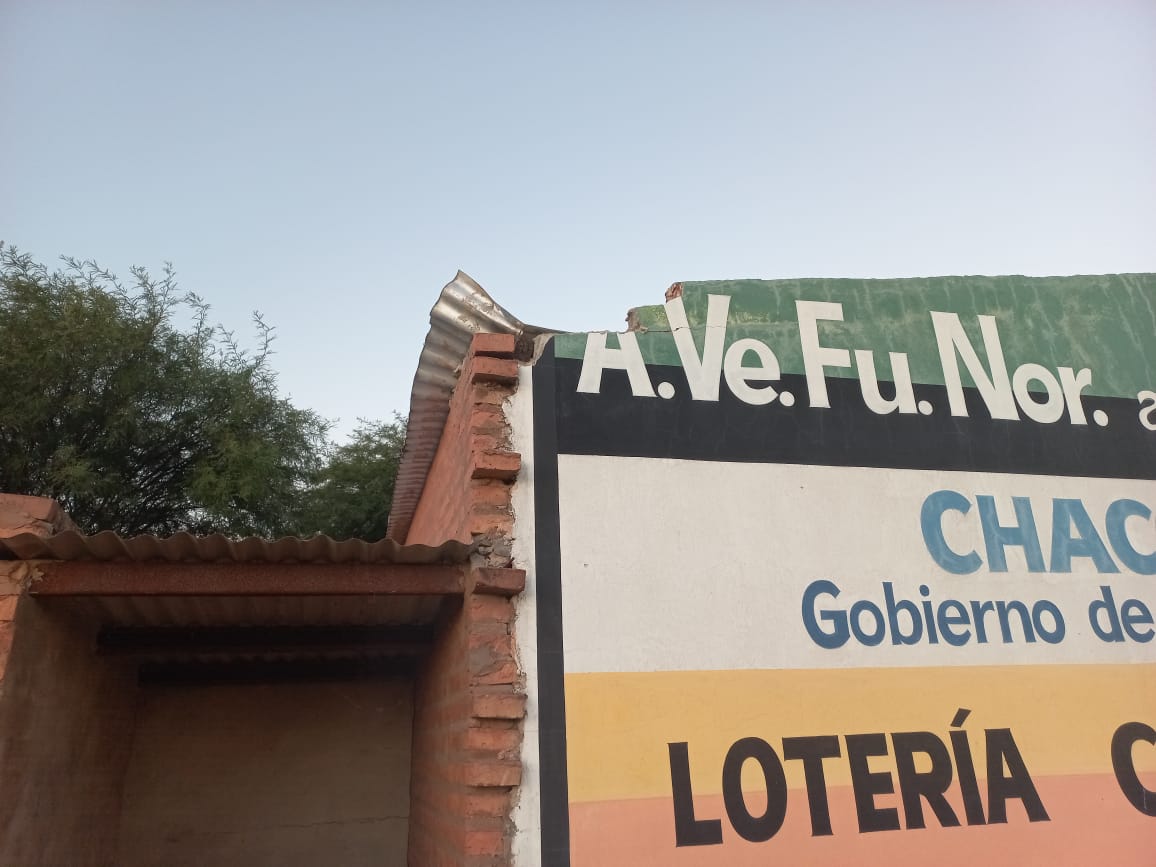 A.Ve.Fu.Nor.
CHAC
Gobierno de
LOTERÍA C